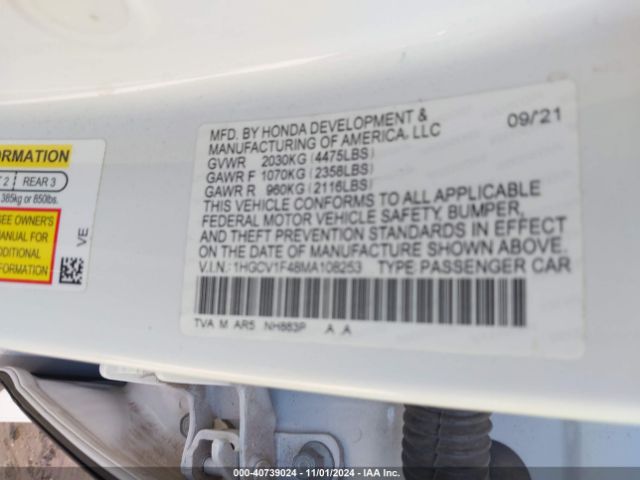 ORMATION
T 2 | REAR 3
385kg or 850lbs.
SEE OWNER'S
MANUAL FOR
ADDITIONAL
NFORMATION
VE
MFD. BY HONDA DEVELOPMENT & 09/'21
MANUFACTURING OF AMERICA, LLC
GVWR 2030KG (4475LBS)
GAWR F 1070KG (2358LBS)
GAWR R 960KG (2116LBS)
THIS VEHICLE CONFORMS TO ALL APPLICABLE
FEDERAL MOTOR VEHICLE SAFETY, BUMPER,
AND THEFT PREVENTION STANDARDS IN EFFECT
ON THE DATE OF MANUFACTURE SHOWN ABOVE.
V.I.N.: 1HGCV1F48MA108253 TYPE PASSENGER CAR
TVA M AR5 NH883P A A
000-40739024 - 11/01/2024 - IAA Inc.